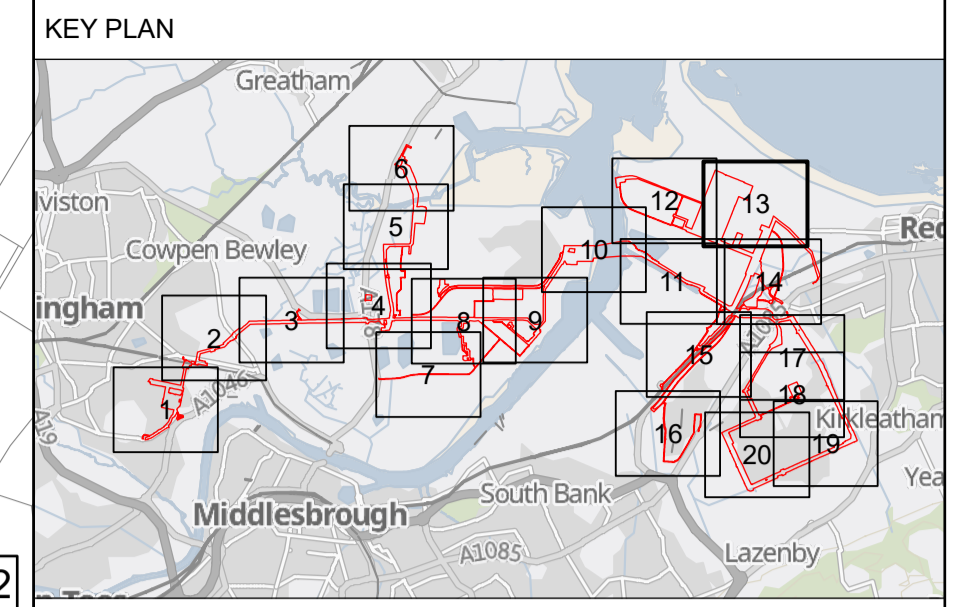 KEY PLAN
Greatham
6
lviston
12
13
5
Red
Cowpen Bewley
10
11
14
ingham
A178
4
2
3
8
9
A1085
15
17
7
A1046
1
18
A19
16
Kirkleatham
19
20
Yea
South Bank
Middlesbrough
A1085
Lazenby
2